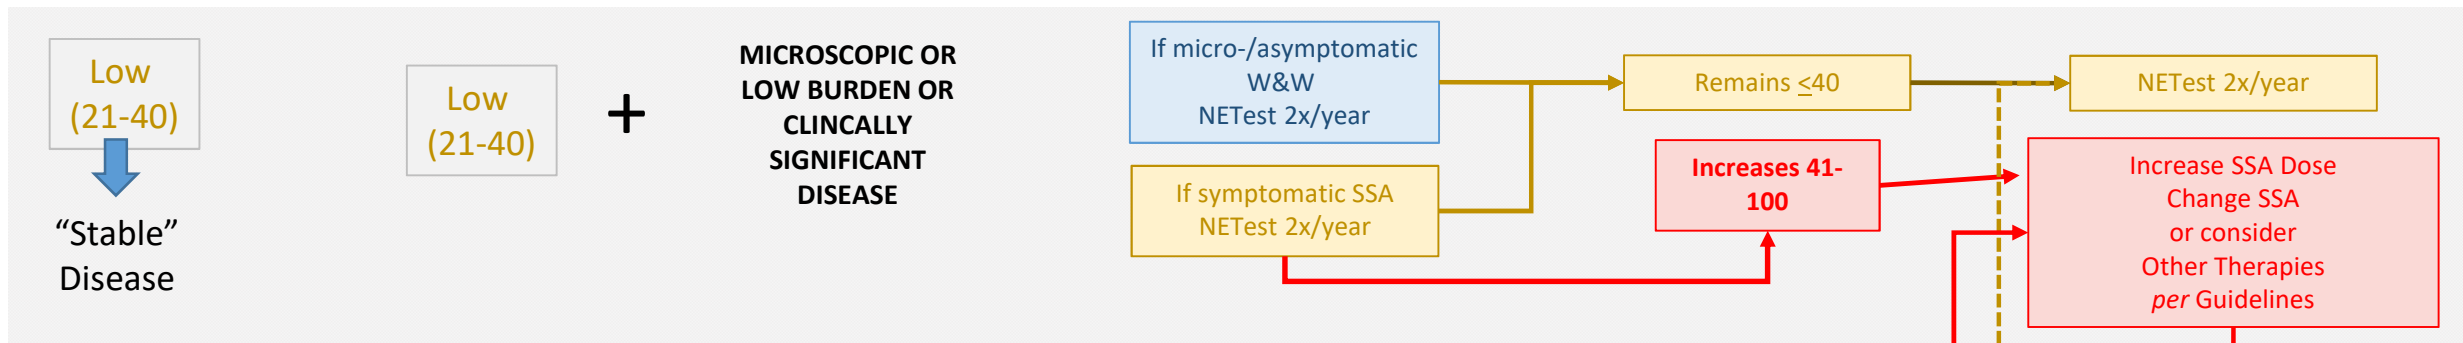 Low
(21-40)
“Stable”
Disease
Low
(21-40)
+
MICROSCOPIC OR
LOW BURDEN OR
CLINCALLY
SIGNIFICANT
DISEASE
If micro-/asymptomatic
W&W
NETest 2x/year
If symptomatic SSA
NETest 2x/year
Remains ≤40
Increases 41-
100
NETest 2x/year
Increase SSA Dose
Change SSA
or consider
Other Therapies
per Guidelines